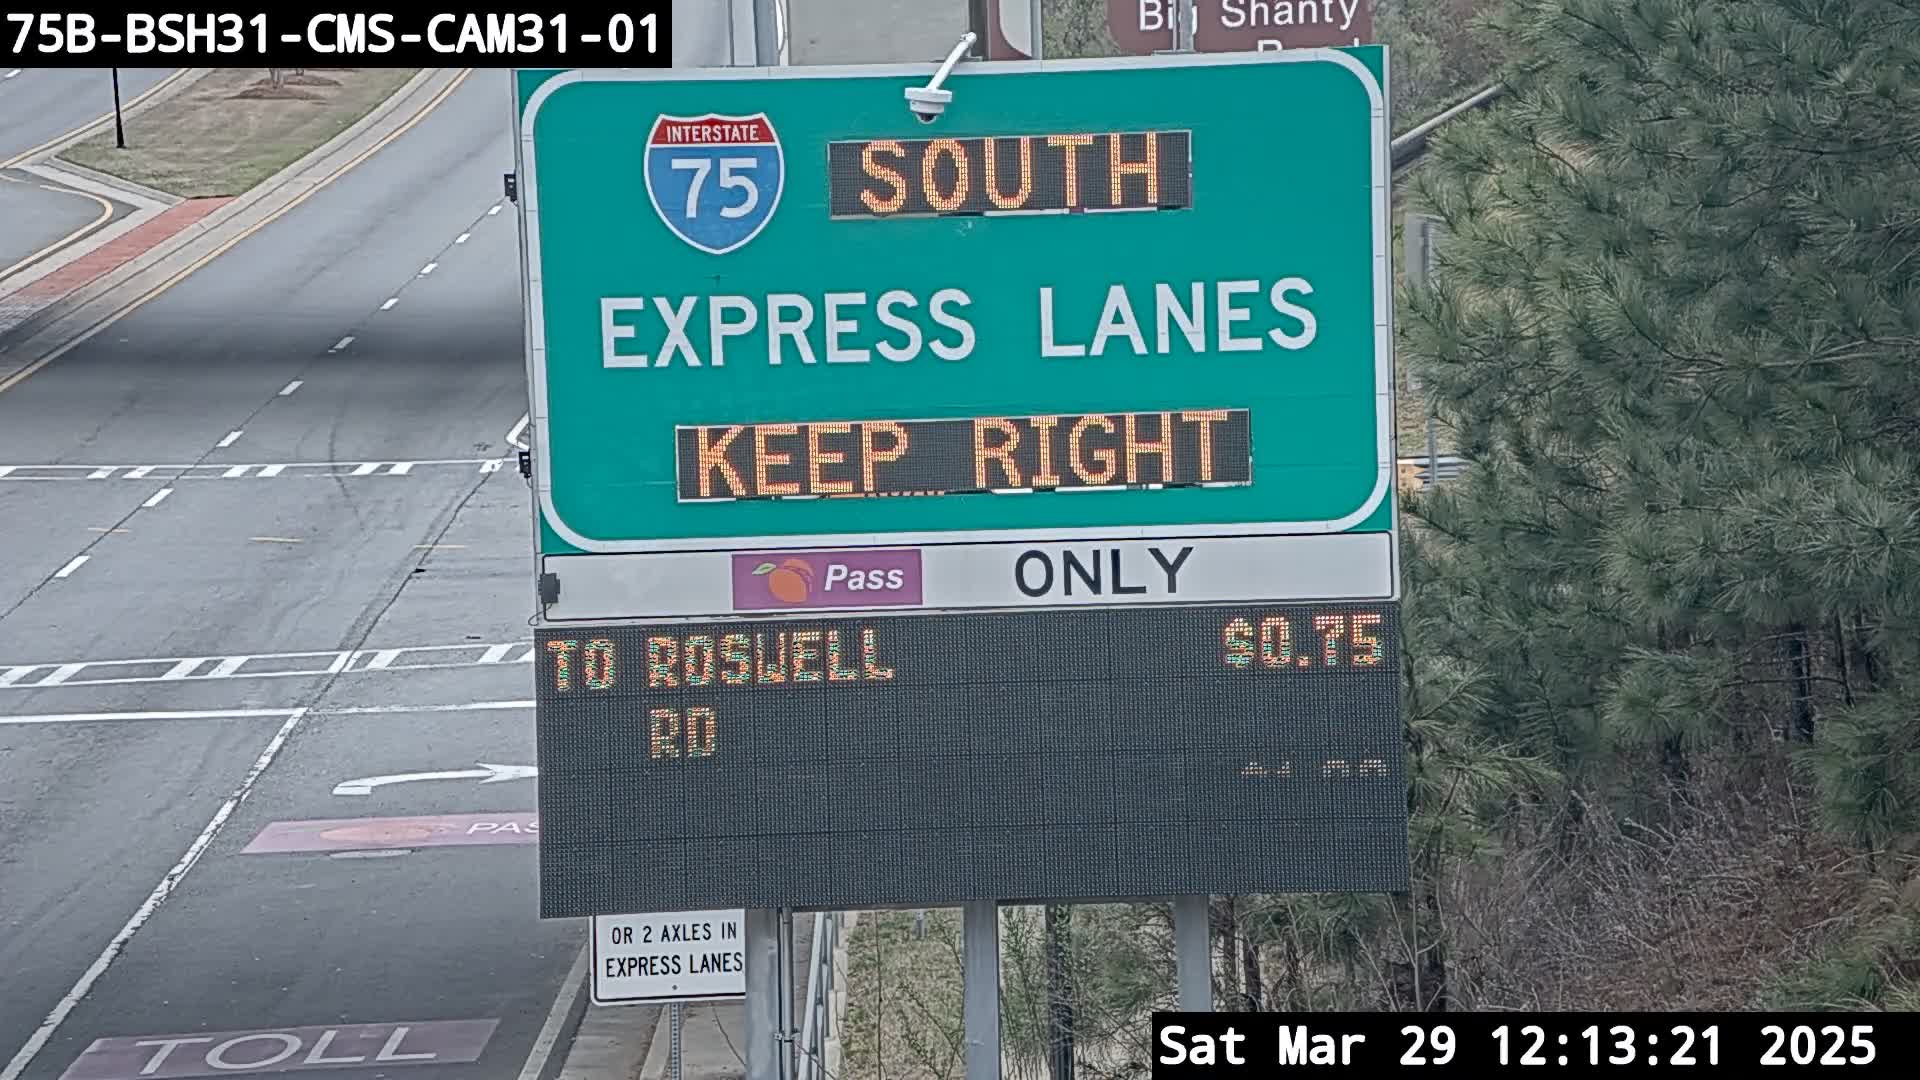 75B-BSH31-CMS-CAM31-01
Big Shanty
Road
INTERSTATE
75
SOUTH
EXPRESS LANES
KEEP RIGHT
Pass
ONLY
TO ROSWELL $0.75
RD
OR 2 AXLES IN
EXPRESS LANES
TOLL
Sat Mar 29 12:13:21 2025